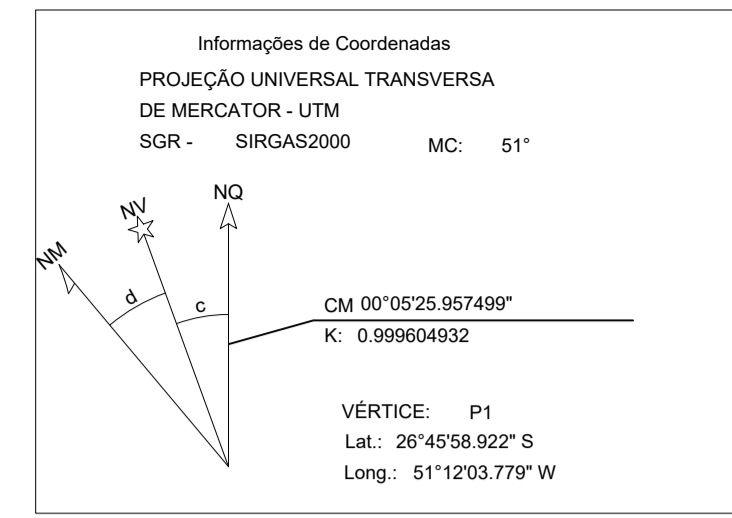 Informações de Coordenadas
PROJEÇÃO UNIVERSAL TRANSVERSA
DE MERCATOR - UTM
SGR - SIRGAS2000 MC: 51°
NQ
NV
NM
d
c
CM 00°05'25.957499"
K: 0.999604932
VÉRTICE: P1
Lat.: 26°45'58.922" S
Long.: 51°12'03.779" W